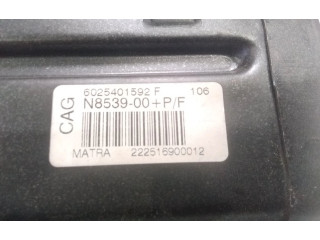 6025401592 F 106
CAG
N8539-00+P/F
MATRA 222516900012